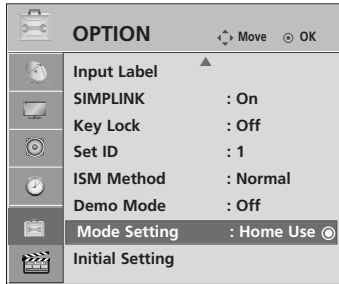 OPTION Move OK
Input Label
SIMPLINK : On
Key Lock : Off
Set ID : 1
ISM Method : Normal
Demo Mode : Off
Mode Setting : Home Use
Initial Setting